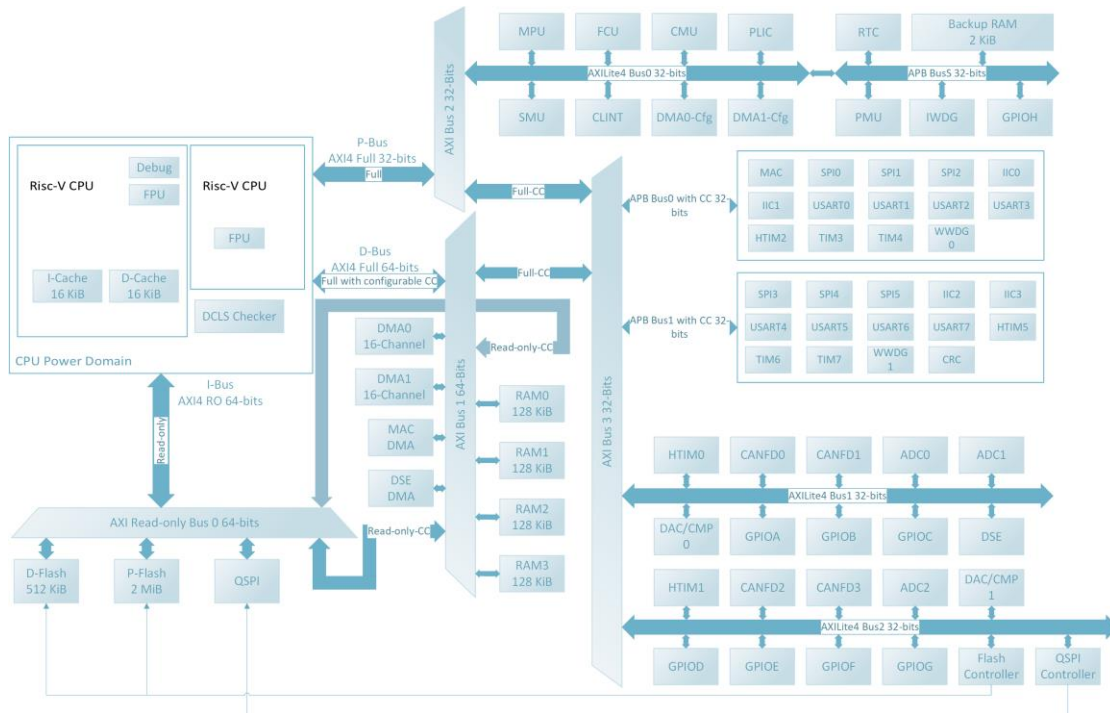 MPU
FCU
CMU
PLIC
RTC
Backup RAM
2 KiB
AXILite4 Bus0 32-bits
APB Bus5 32-bits
SMU
CLINT
DMA0-Cfg
DMA1-Cfg
PMU
IWDG
GPIOH
AXI Bus 2 32-Bits
P-Bus
AXI4 Full 32-bits
Full
Full-CC
Risc-V CPU
Debug
FPU
I-Cache
16 KiB
D-Cache
16 KiB
Risc-V CPU
FPU
DCLS Checker
CPU Power Domain
D-Bus
AXI4 Full 64-bits
Full with configurable CC
Full-CC
APB Bus0 with CC 32-
bits
MAC
SPI0
SPI1
SPI2
IIC0
IIC1
USART0
USART1
USART2
USART3
HTIM2
TIM3
TIM4
WWDG
0
APB Bus1 with CC 32-
bits
SPI3
SPI4
SPI5
IIC2
IIC3
USART4
USART5
USART6
USART7
HTIM5
TIM6
TIM7
WWDG
1
CRC
I-Bus
AXI4 RO 64-bits
Read-only
DMA0
16-Channel
DMA1
16-Channel
MAC
DMA
DSE
DMA
AXI Bus 1 64-Bits
Read-only-CC
RAM0
128 KiB
RAM1
128 KiB
RAM2
128 KiB
RAM3
128 KiB
Read-only-CC
AXI Bus 3 32-Bits
AXI Read-only Bus 0 64-bits
D-Flash
512 KiB
P-Flash
2 MiB
QSPI
HTIM0
CANFD0
CANFD1
ADC0
ADC1
AXILite4 Bus1 32-bits
DAC/CMP
0
GPIOA
GPIOB
GPIOC
DSE
HTIM1
CANFD2
CANFD3
ADC2
DAC/CMP
1
AXILite4 Bus2 32-bits
GPIOD
GPIOE
GPIOF
GPIOG
Flash
Controller
QSPI
Controller